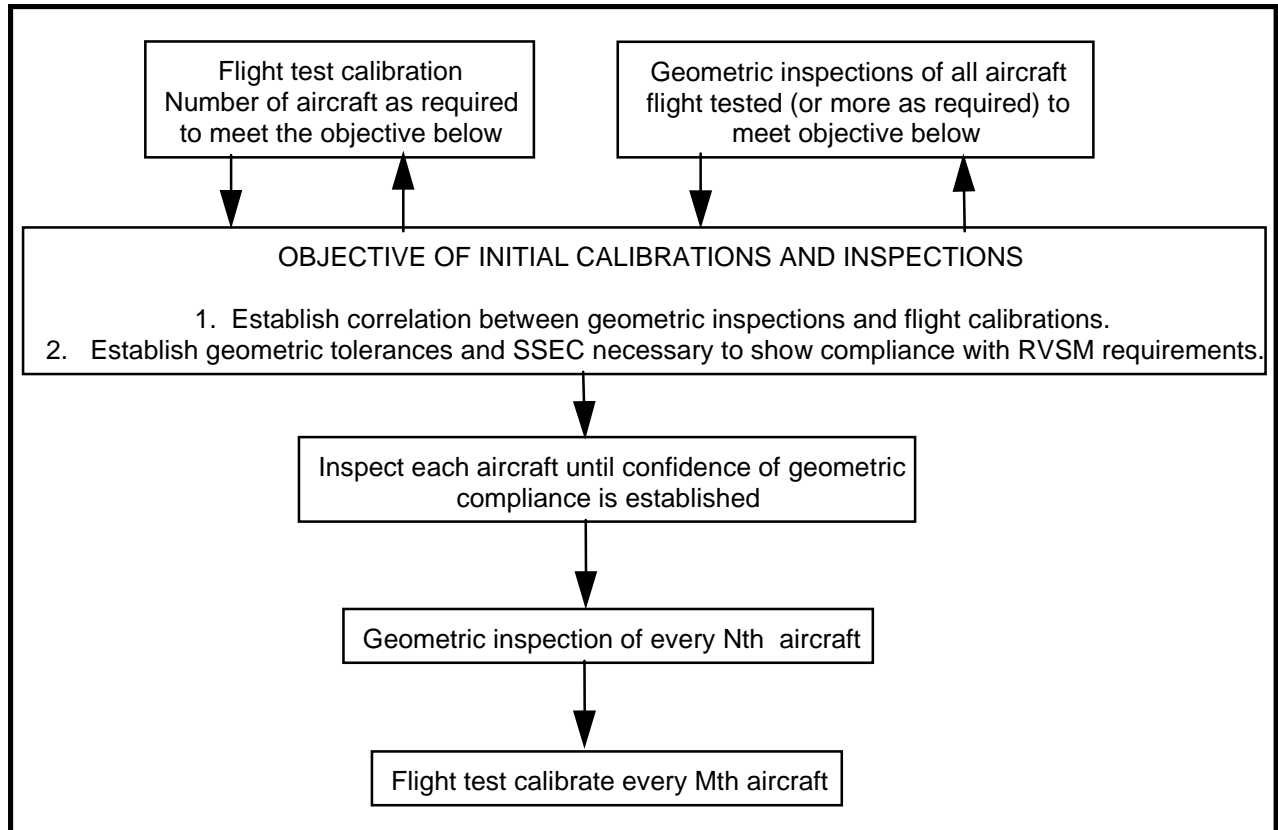 Flight test calibration
Number of aircraft as required
to meet the objective below
Geometric inspections of all aircraft
flight tested (or more as required) to
meet objective below
OBJECTIVE OF INITIAL CALIBRATIONS AND INSPECTIONS
1. Establish correlation between geometric inspections and flight calibrations.
2. Establish geometric tolerances and SSEC necessary to show compliance with RVSM requirements.
Inspect each aircraft until confidence of geometric
compliance is established
Geometric inspection of every Nth aircraft
Flight test calibrate every Mth aircraft